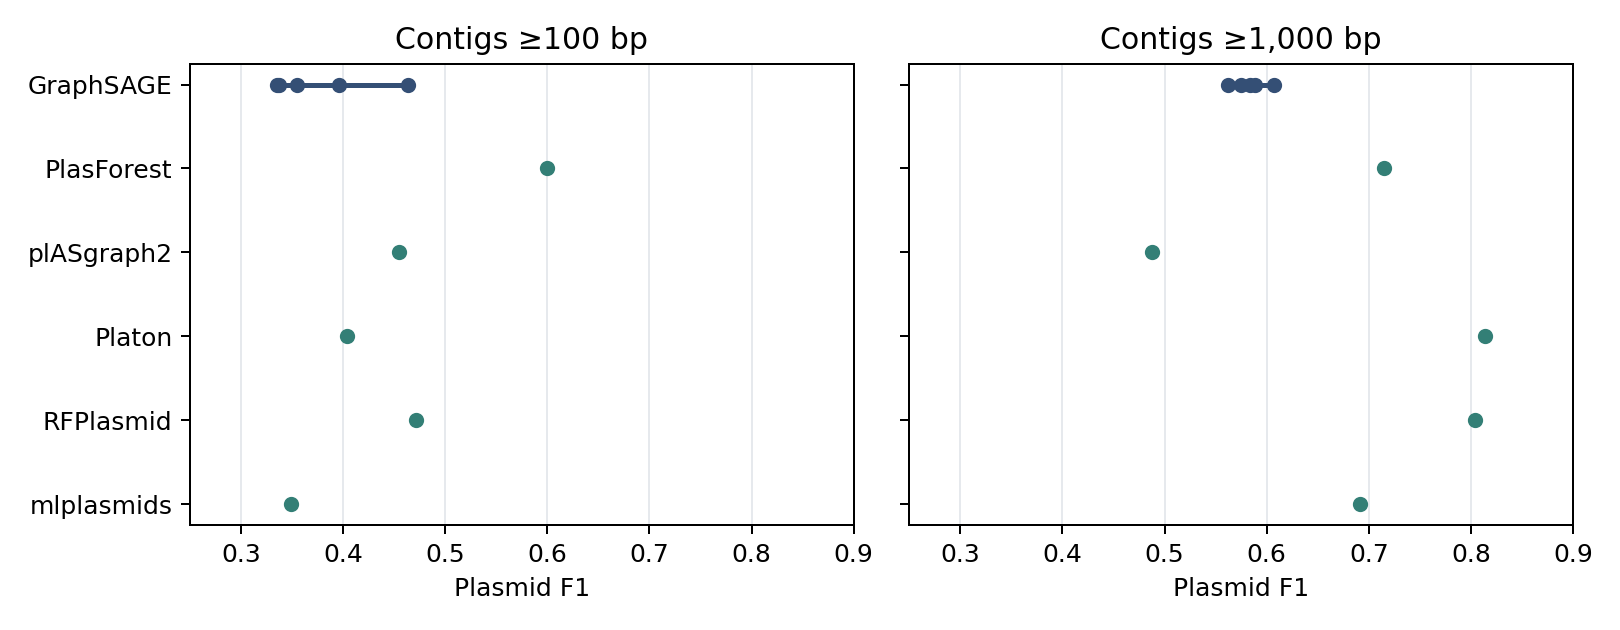 Contigs ≥100 bp
Contigs ≥1,000 bp
GraphSAGE
PlasForest
plASgraph2
Platon
RFPlasmid
mlplasmids
0.3 0.4 0.5 0.6 0.7 0.8 0.9
0.3 0.4 0.5 0.6 0.7 0.8 0.9
Plasmid F1
Plasmid F1